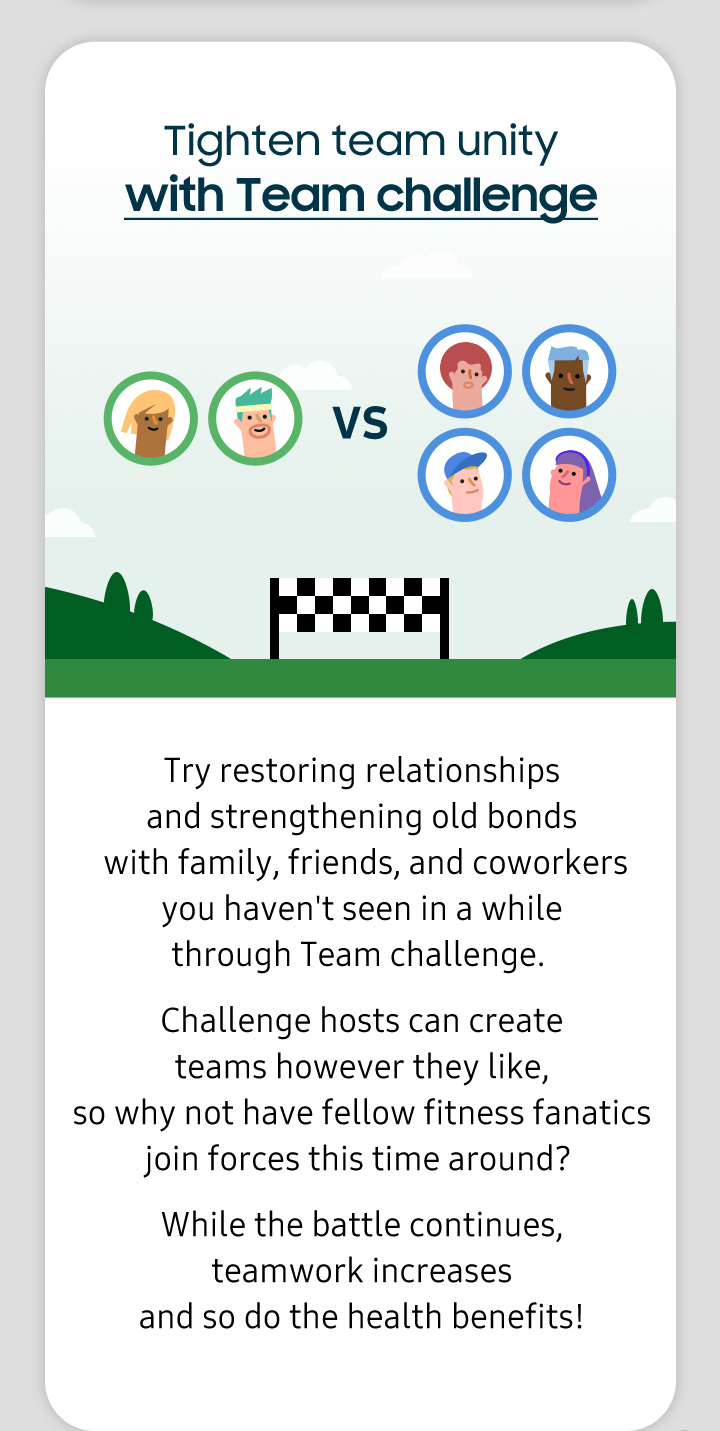 Tighten team unity
with Team challenge
VS
Try restoring relationships
and strengthening old bonds
with family, friends, and coworkers
you haven't seen in a while
through Team challenge.
Challenge hosts can create
teams however they like,
so why not have fellow fitness fanatics
join forces this time around?
While the battle continues,
teamwork increases
and so do the health benefits!